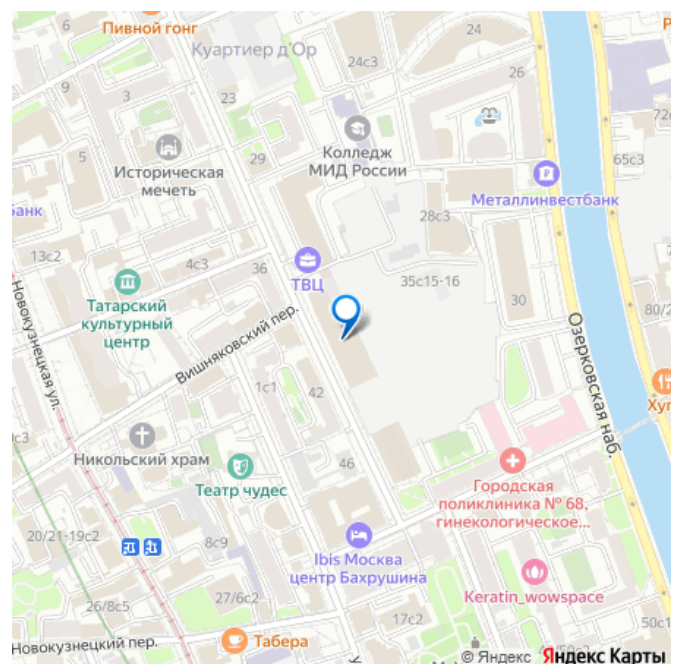 Пивной гонг
24
Куартиер д'Ор
24с3
26
9
3
23
72
Колледж
МИД России
5
29
Историческая
мечеть
65с3
Металлинвестбанк
Банк
28с3
13с2
4с3
36
ТВЦ
35с15-16
30
80/2
Татарский
культурный
центр
Вишняковский пер.
Новокузнецкая ул.
Озерковская наб.
1с1
42
Никольский храм
46
Театр чудес
Городская
поликлиника № 68,
гинекологическое...
20/21-19с2
8с9
Ibis Москва
центр Бахрушина
Keratin_wowspace
26/8с5
27/6с2
17с2
50с1
Новокузнецкий пер.
Табера
© Яндекс Яндекс Карты